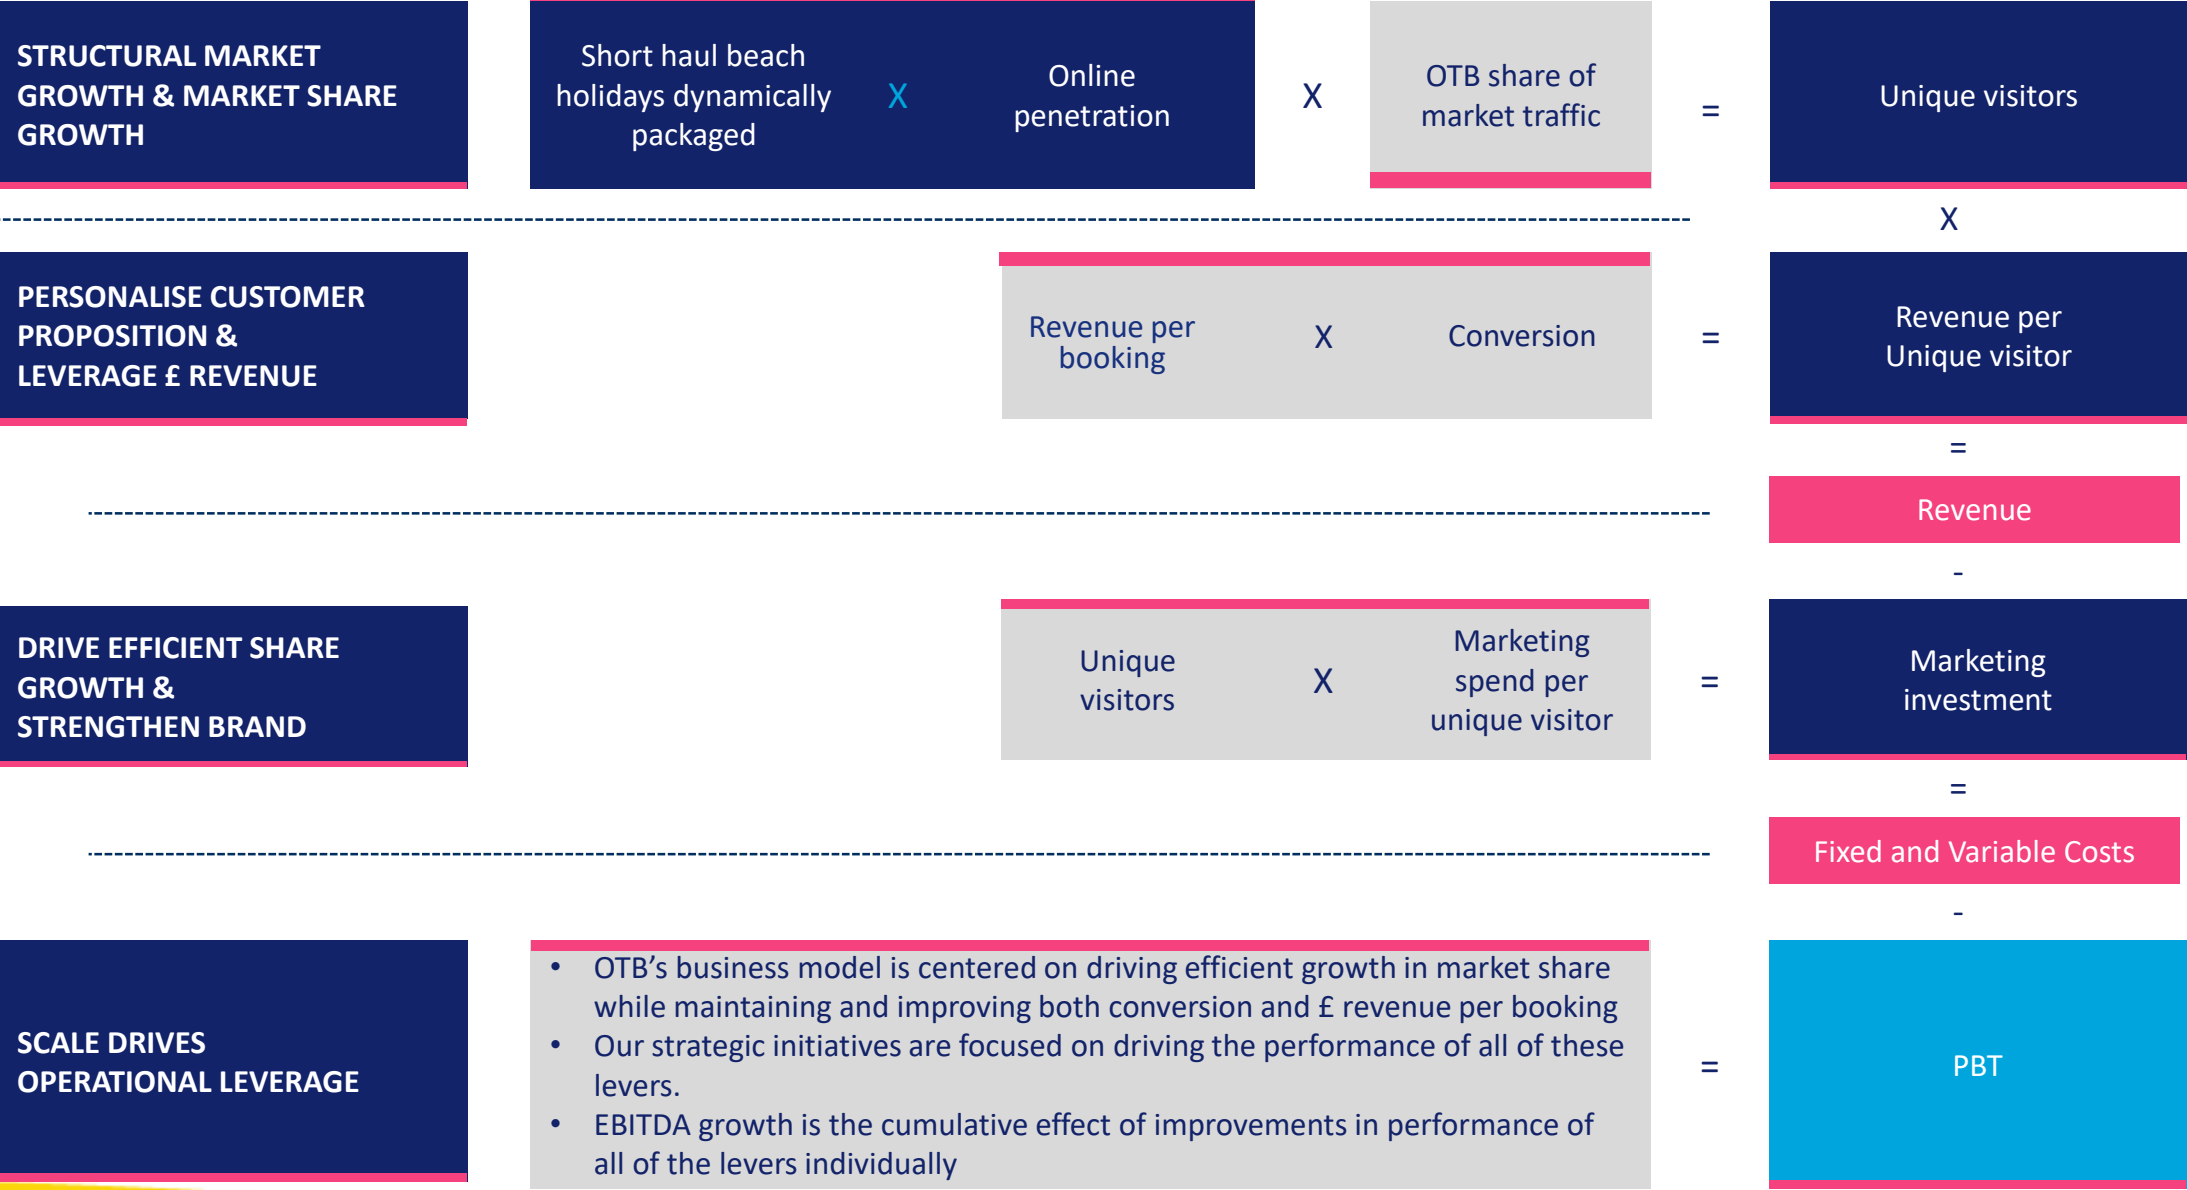 STRUCTURAL MARKET
GROWTH & MARKET SHARE
GROWTH
Short haul beach
holidays dynamically
packaged
X
Online
penetration
X
OTB share of
market traffic
=
Unique visitors
X
PERSONALISE CUSTOMER
PROPOSITION &
LEVERAGE £ REVENUE
Revenue per
booking
X
Conversion
=
Revenue per
Unique visitor
=
Revenue
-
DRIVE EFFICIENT SHARE
GROWTH &
STRENGTHEN BRAND
Unique
visitors
X
Marketing
spend per
unique visitor
=
Marketing
investment
=
Fixed and Variable Costs
-
SCALE DRIVES
OPERATIONAL LEVERAGE
• OTB's business model is centered on driving efficient growth in market share
while maintaining and improving both conversion and £ revenue per booking
• Our strategic initiatives are focused on driving the performance of all of these
levers.
• EBITDA growth is the cumulative effect of improvements in performance of
all of the levers individually
=
PBT